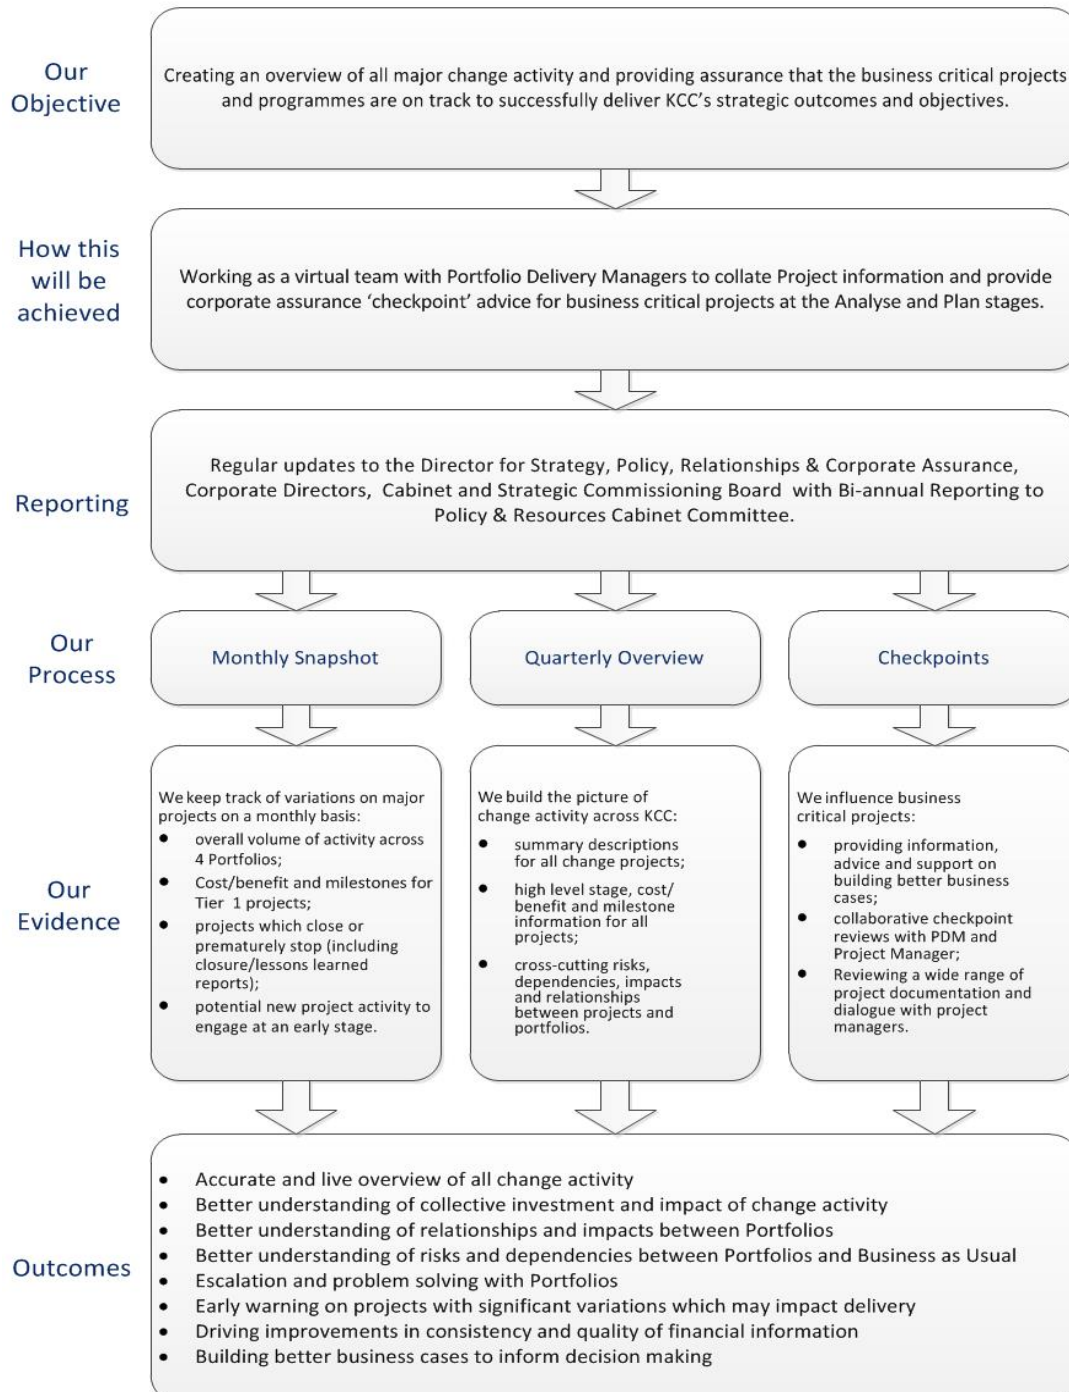 Our
Objective
Creating an overview of all major change activity and providing assurance that the business critical projects
and programmes are on track to successfully deliver KCC's strategic outcomes and objectives.
How this
will be
achieved
Working as a virtual team with Portfolio Delivery Managers to collate Project information and provide
corporate assurance 'checkpoint' advice for business critical projects at the Analyse and Plan stages.
Reporting
Regular updates to the Director for Strategy, Policy, Relationships & Corporate Assurance,
Corporate Directors, Cabinet and Strategic Commissioning Board with Bi-annual Reporting to
Policy & Resources Cabinet Committee.
Our
Process
Monthly Snapshot
Quarterly Overview
Checkpoints
Our
Evidence
We keep track of variations on major
projects on a monthly basis:
• overall volume of activity across
4 Portfolios;
• Cost/benefit and milestones for
Tier 1 projects;
• projects which close or
prematurely stop (including
closure/lessons learned
reports);
• potential new project activity to
engage at an early stage.
We build the picture of
change activity across KCC:
• summary descriptions
for all change projects;
• high level stage, cost/
benefit and milestone
information for all
projects;
• cross-cutting risks,
dependencies, impacts
and relationships
between projects and
portfolios.
We influence business
critical projects:
• providing information,
advice and support on
building better business
cases;
• collaborative checkpoint
reviews with PDM and
Project Manager;
• Reviewing a wide range of
project documentation and
dialogue with project
managers.
Outcomes
• Accurate and live overview of all change activity
• Better understanding of collective investment and impact of change activity
• Better understanding of relationships and impacts between Portfolios
• Better understanding of risks and dependencies between Portfolios and Business as Usual
• Escalation and problem solving with Portfolios
• Early warning on projects with significant variations which may impact delivery
• Driving improvements in consistency and quality of financial information
• Building better business cases to inform decision making